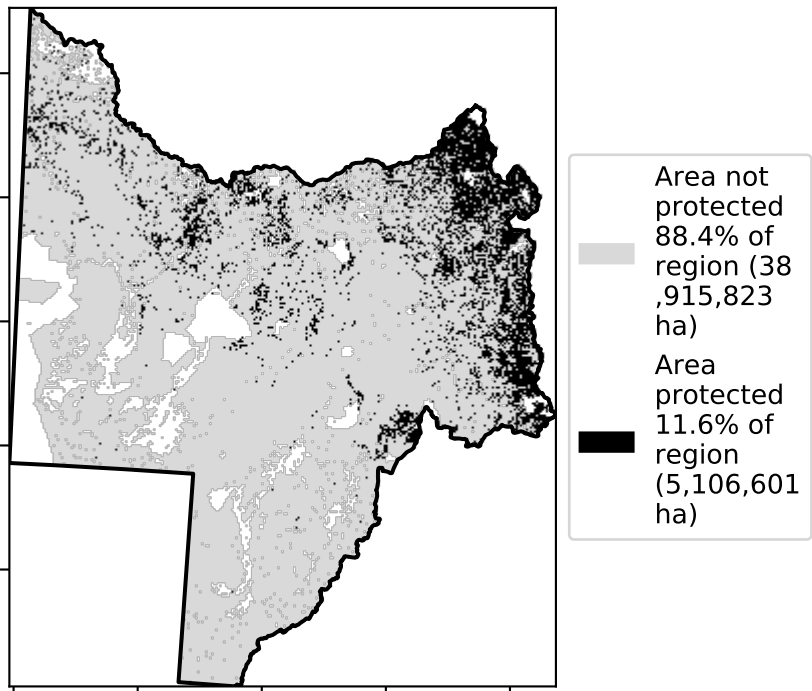 Area not
protected
88.4% of
region (38
,915,823
ha)
Area
protected
11.6% of
region
(5,106,601
ha)